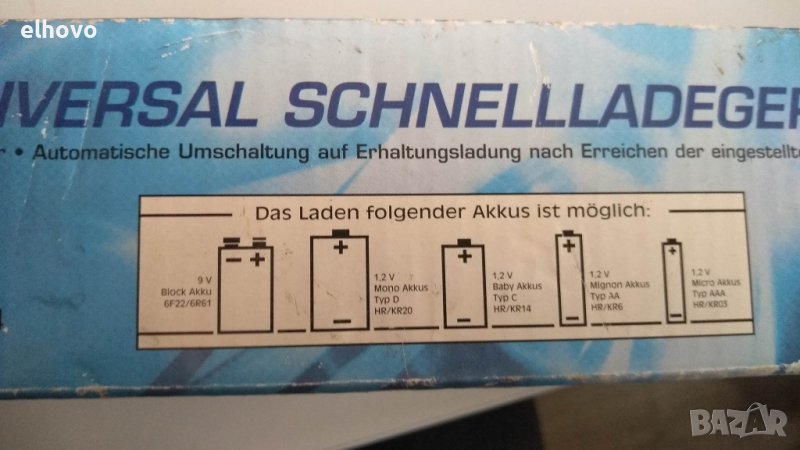 elhovo
IVERSAL SCHNELLLADEGER
r • Automatische Umschaltung auf Erhaltungsladung nach Erreichen der eingestellte
Das Laden folgender Akkus ist möglich:
9 V
Block Akku
6F22/6R61
1,2 V
Mono Akkus
Typ D
HR/KR20
1,2 V
Baby Akkus
Typ C
HR/KR14
1,2 V
Mignon Akkus
Typ AA
HR/KR6
1,2 V
Micro Akkus
Typ AAA
HR/KR03
BAZAR